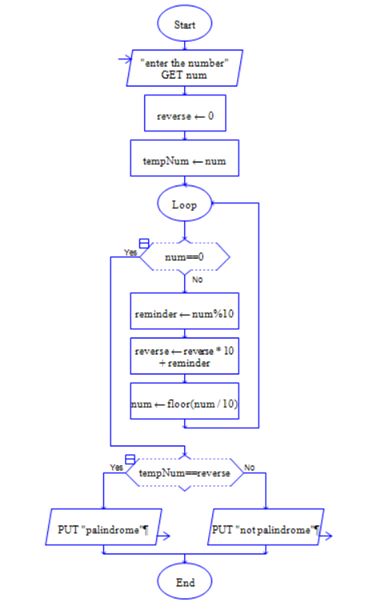 Start
"enter the number"
GET num
reverse ← 0
tempNum ← num
Loop
Yes
num==0
No
reminder ← num%10
reverse ← reverse * 10
+ reminder
num ← floor(num / 10)
Yes
tempNum==reverse
No
PUT "palindrome"¶
PUT "not palindrome"¶
End